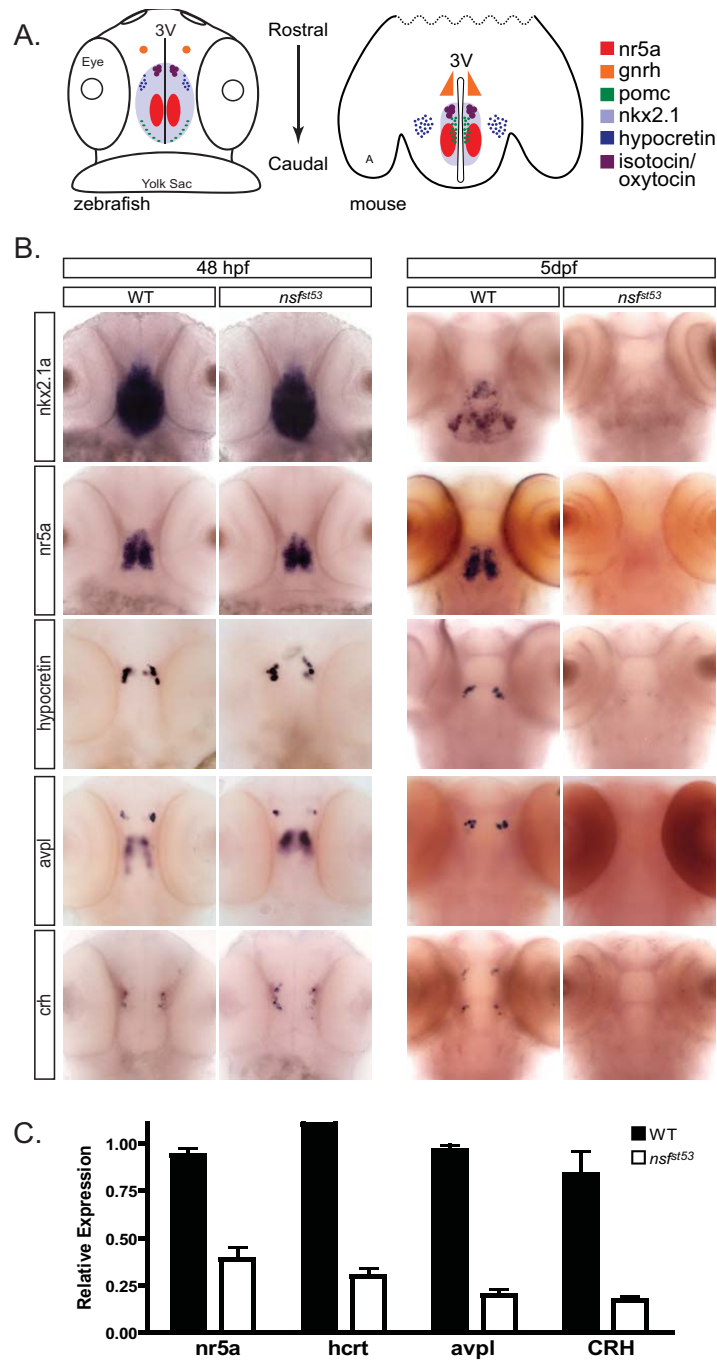 A.
3V
Eye
Yolk Sac
zebrafish
Rostral
Caudal
3V
A
mouse
nr5a
gnrh
pomc
nkx2.1
hypocretin
isotocin/
oxytocin
B.
48 hpf
5dpf
WT
nsfst53
WT
nsfst53
nkx2.1a
nr5a
hypocretin
avpl
crh
C.
Relative Expression
1.00
0.75
0.50
0.25
0.00
nr5a
hcrt
avpl
CRH
WT
nsfst53